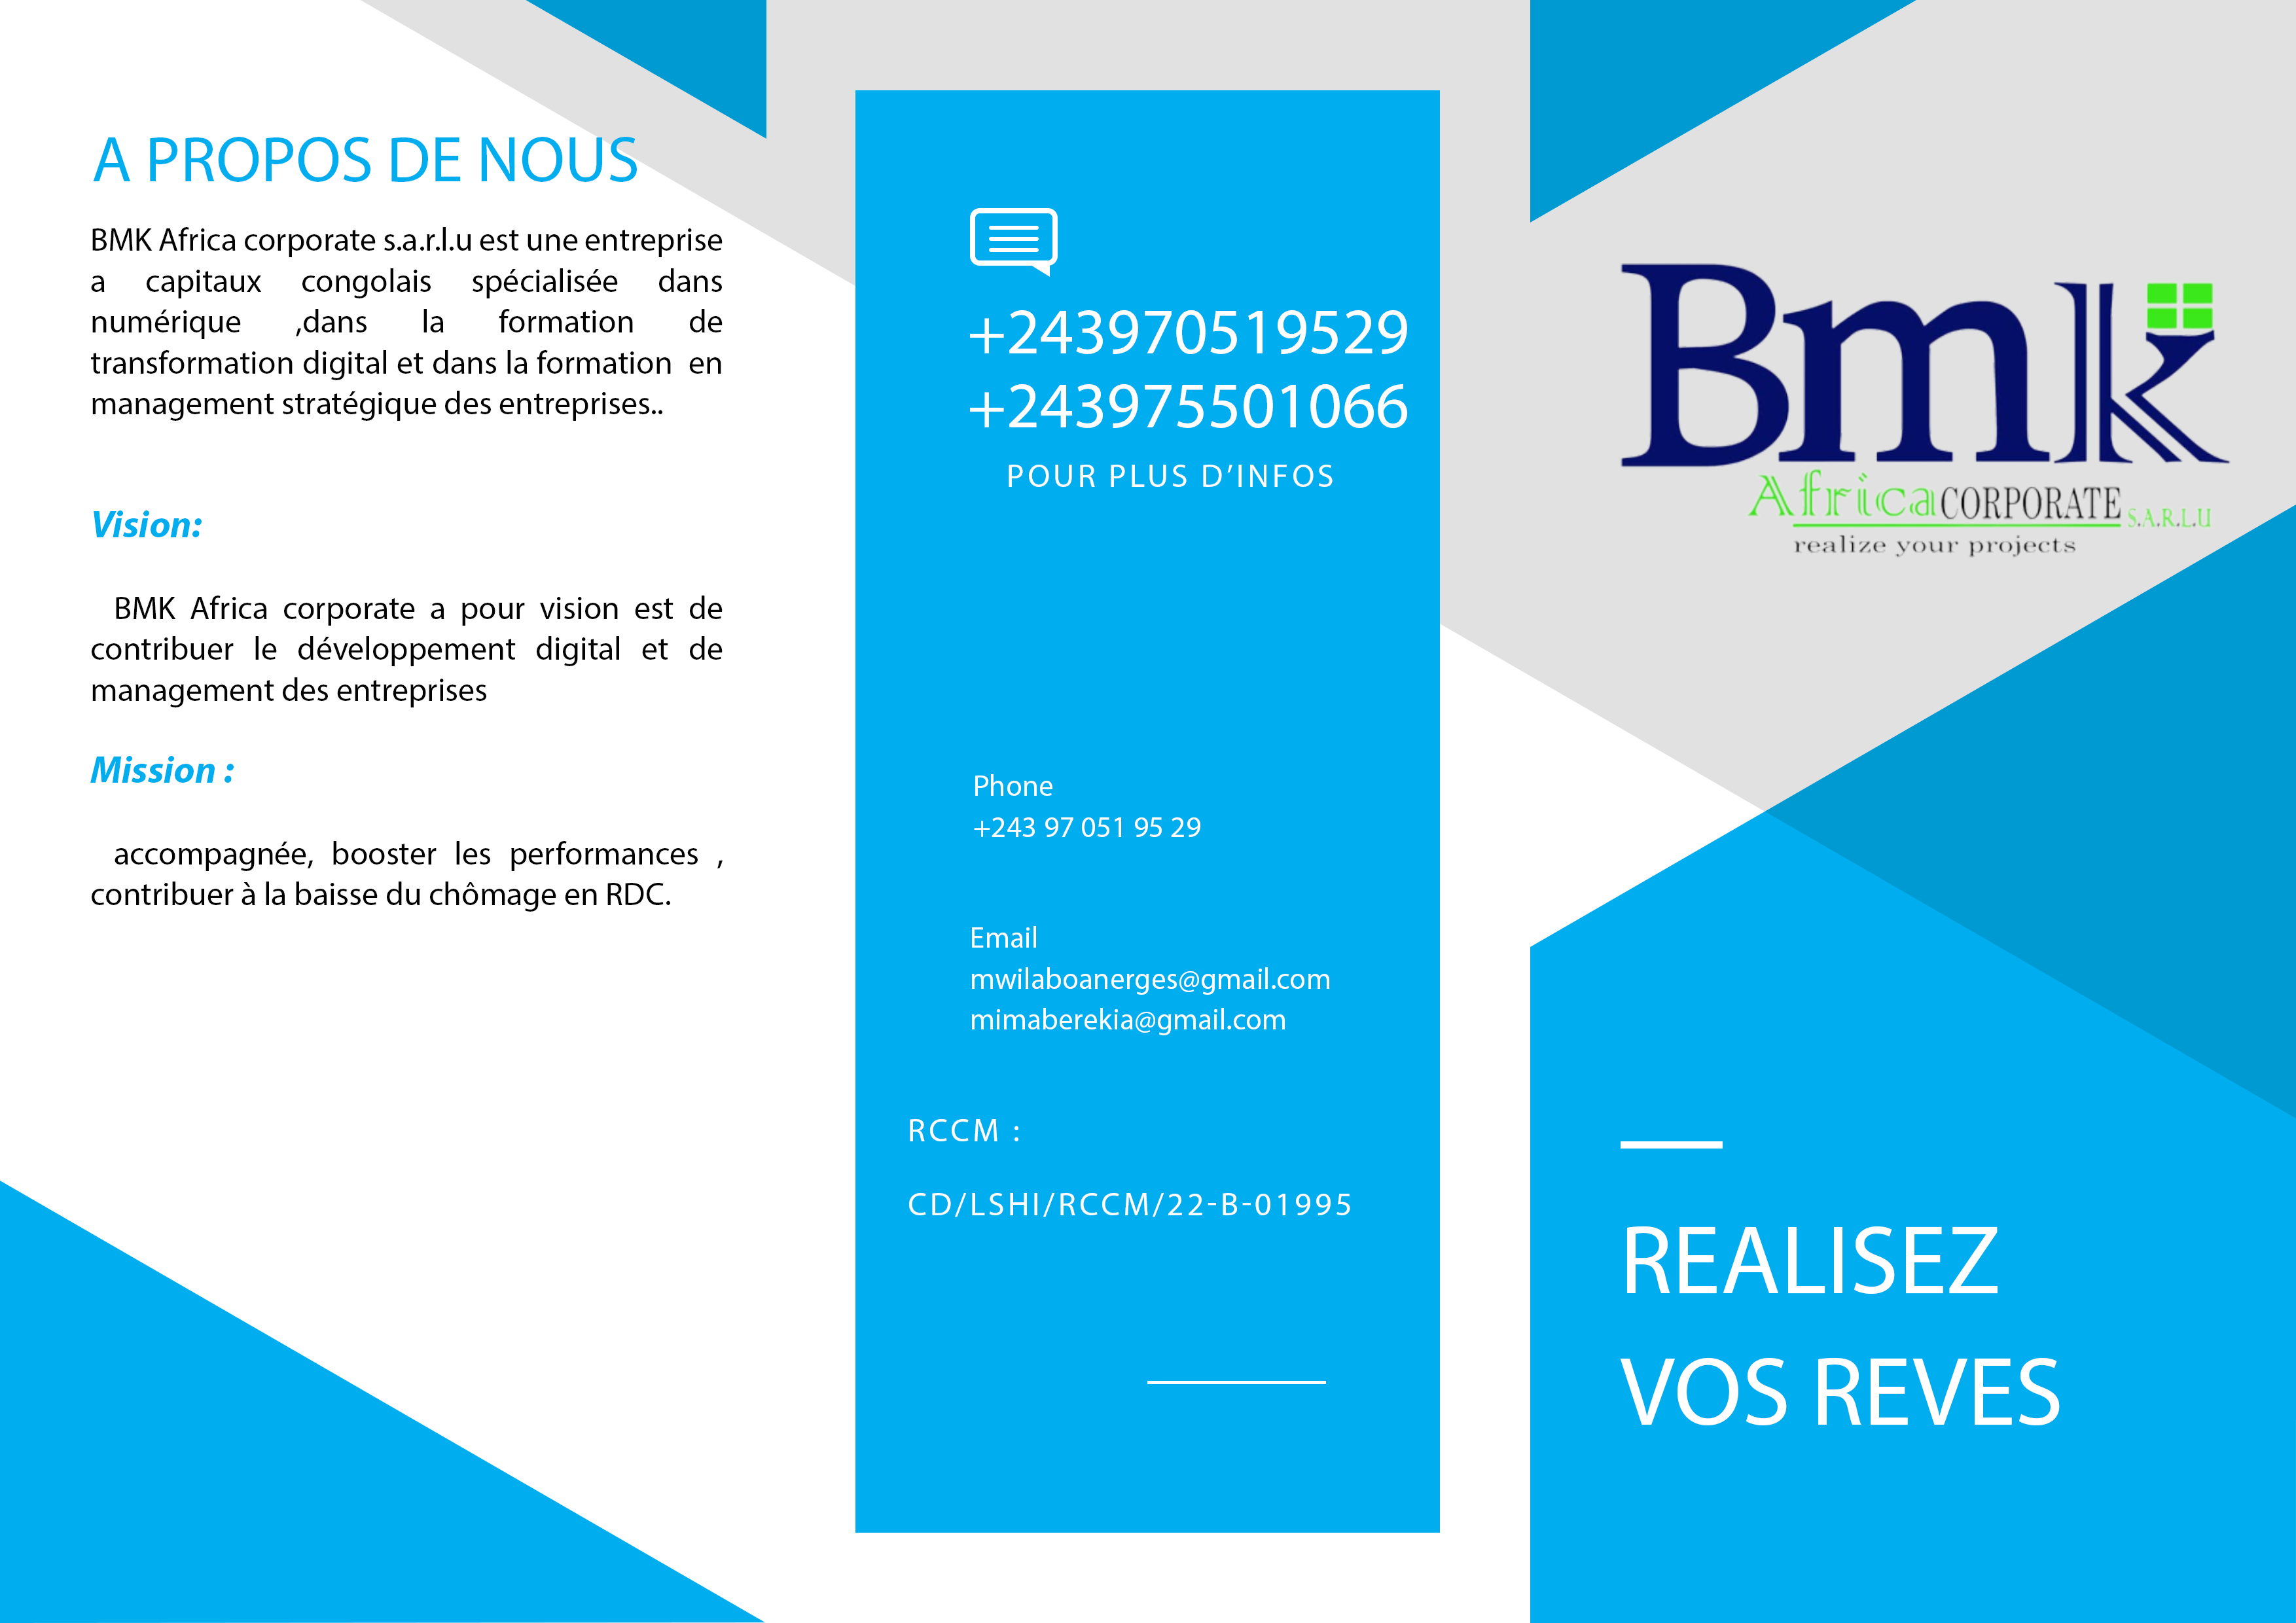 A PROPOS DE NOUS
BMK Africa corporate s.a.r.l.u est une entreprise
a capitaux congolais spécialisée dans
numérique ,dans la formation de
transformation digital et dans la formation en
management stratégique des entreprises..
Vision:
BMK Africa corporate a pour vision est de
contribuer le développement digital et de
management des entreprises
Mission :
accompagnée, booster les performances ,
contribuer à la baisse du chômage en RDC.
+243970519529
+243975501066
POUR PLUS D'INFOS
Phone
+243 97 051 95 29
Email
mwilaboanerges@gmail.com
mimaberekia@gmail.com
RCCM :
CD/LSHI/RCCM/22-B-01995
Bmk
Africa CORPORATE S.A.R.L.U
realize your projects
REALISEZ
VOS REVES